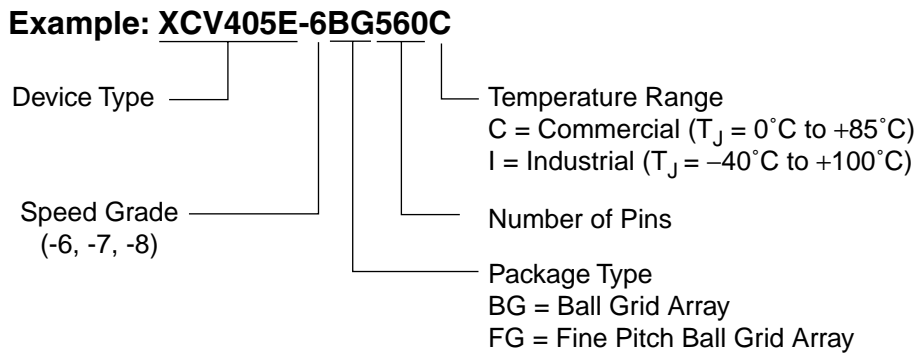 Example: XCV405E-6BG560C
Device Type
Temperature Range
C = Commercial (TJ = 0˚C to +85˚C)
I = Industrial (TJ = −40˚C to +100˚C)
Speed Grade
(-6, -7, -8)
Number of Pins
Package Type
BG = Ball Grid Array
FG = Fine Pitch Ball Grid Array